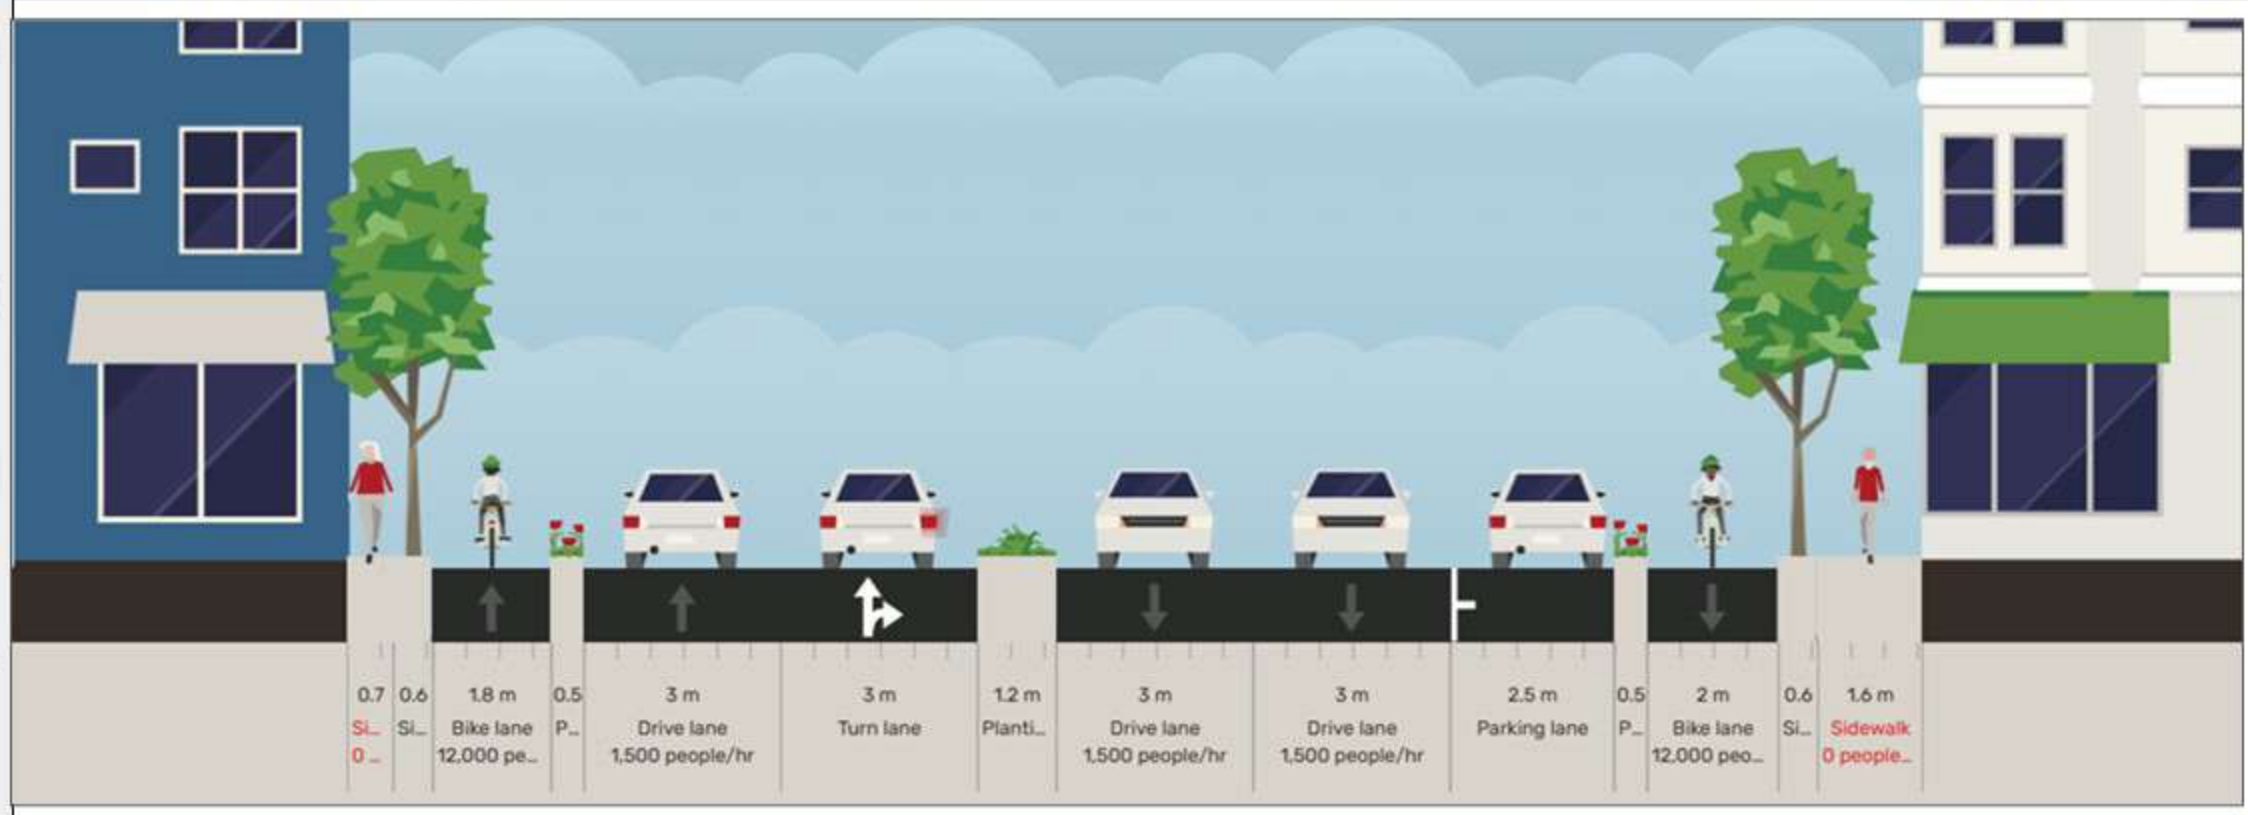 0.7 0.6 1.8 m 0.5 3 m 3 m 1.2 m 3 m 3 m 2.5 m 0.5 2 m 0.6 1.6 m
Si... Si... Bike lane P... Drive lane Turn lane Planti... Drive lane Drive lane Parking lane P... Bike lane Si... Sidewalk
0 ... 12,000 pe... 1,500 people/hr 1,500 people/hr 1,500 people/hr 12,000 peo... 0 people...